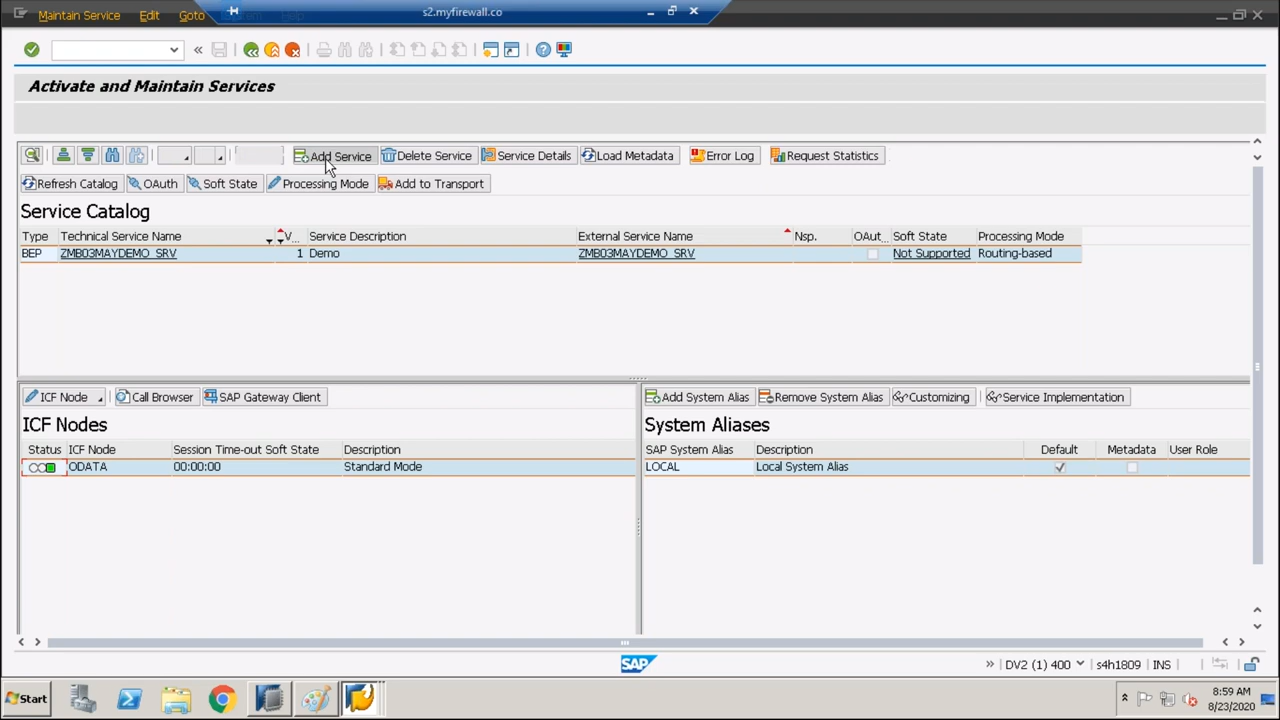 s2.myfirewall.co
Maintain Service Edit Goto
Activate and Maintain Services
Add Service Delete Service Service Details Load Metadata Error Log Request Statistics
Refresh Catalog OAuth Soft State Processing Mode Add to Transport
Service Catalog
Type Technical Service Name V... Service Description External Service Name Nsp. OAut... Soft State Processing Mode
BEP ZMB03MAYDEMO_SRV 1 Demo ZMB03MAYDEMO_SRV Not Supported Routing-based
ICF Node Call Browser SAP Gateway Client
ICF Nodes
Status ICF Node Session Time-out Soft State Description
ODATA 00:00:00 Standard Mode
Add System Alias Remove System Alias Customizing Service Implementation
System Aliases
SAP System Alias Description Default Metadata User Role
LOCAL Local System Alias
SAP
DV2 (1) 400 s4h1809 INS
Start
8:59 AM
8/23/2020